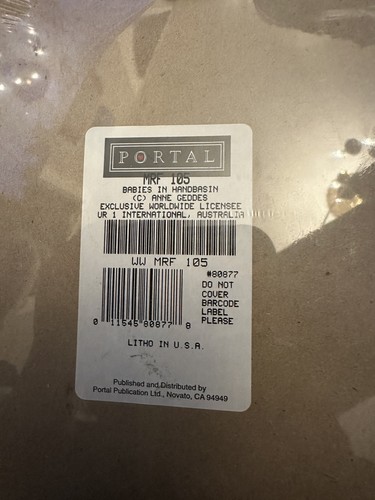 PORTAL
MRF 105
BABIES IN HANDBASIN
(C) ANNE GEDDES
EXCLUSIVE WORLDWIDE LICENSEE
UR 1 INTERNATIONAL, AUSTRALIA
WW MRF 105
#80877
DO NOT
COVER
BARCODE
LABEL
PLEASE
0 11545 80877 8
LITHO IN U.S.A.
Published and Distributed by
Portal Publication Ltd., Novato, CA 94949